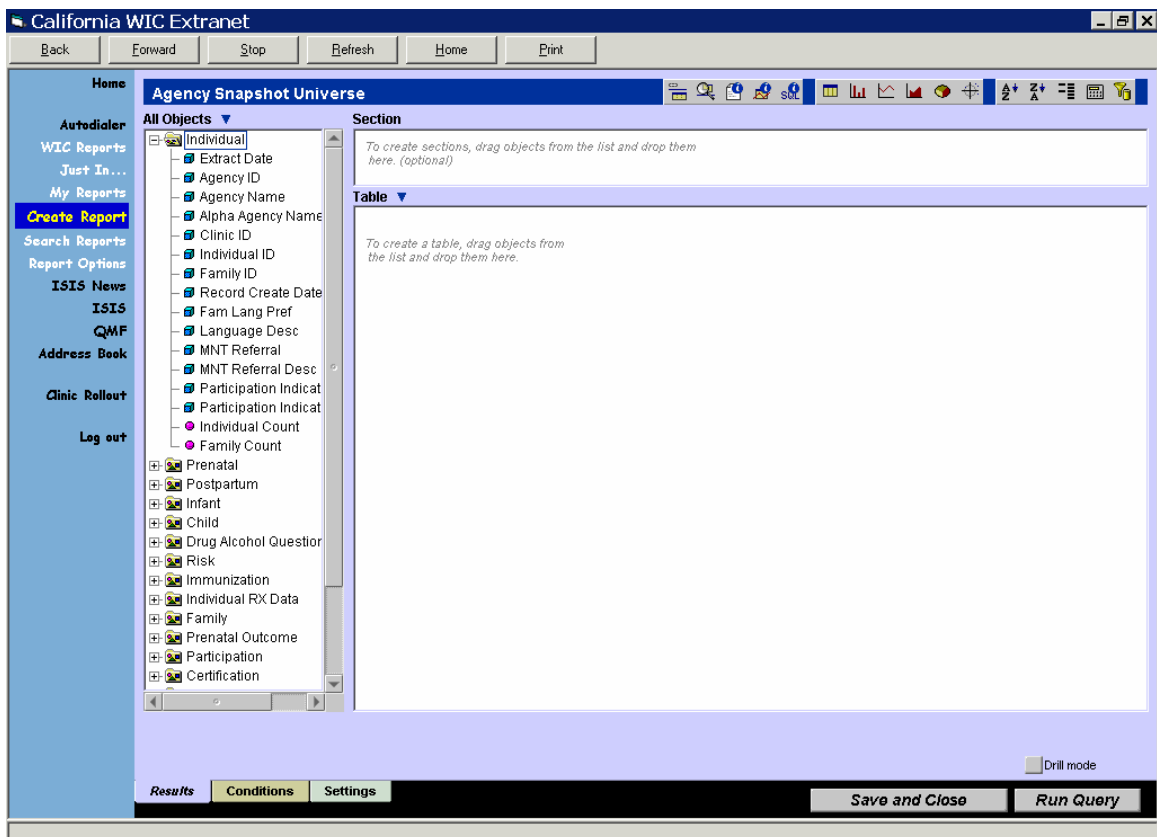 California WIC Extranet
Back Forward Stop Refresh Home Print
Home
Autodialer
WIC Reports
Just In...
My Reports
Create Report
Search Reports
Report Options
ISIS News
ISIS
QMF
Address Book
Clinic Rollout
Log out
Agency Snapshot Universe
SQL
All Objects
Individual
Extract Date
Agency ID
Agency Name
Alpha Agency Name
Clinic ID
Individual ID
Family ID
Record Create Date
Fam Lang Pref
Language Desc
MNT Referral
MNT Referral Desc
Participation Indicat
Participation Indicat
Individual Count
Family Count
Prenatal
Postpartum
Infant
Child
Drug Alcohol Question
Risk
Immunization
Individual RX Data
Family
Prenatal Outcome
Participation
Certification
Section
To create sections, drag objects from the list and drop them
here. (optional)
Table
To create a table, drag objects from
the list and drop them here.
Drill mode
Results Conditions Settings
Save and Close Run Query